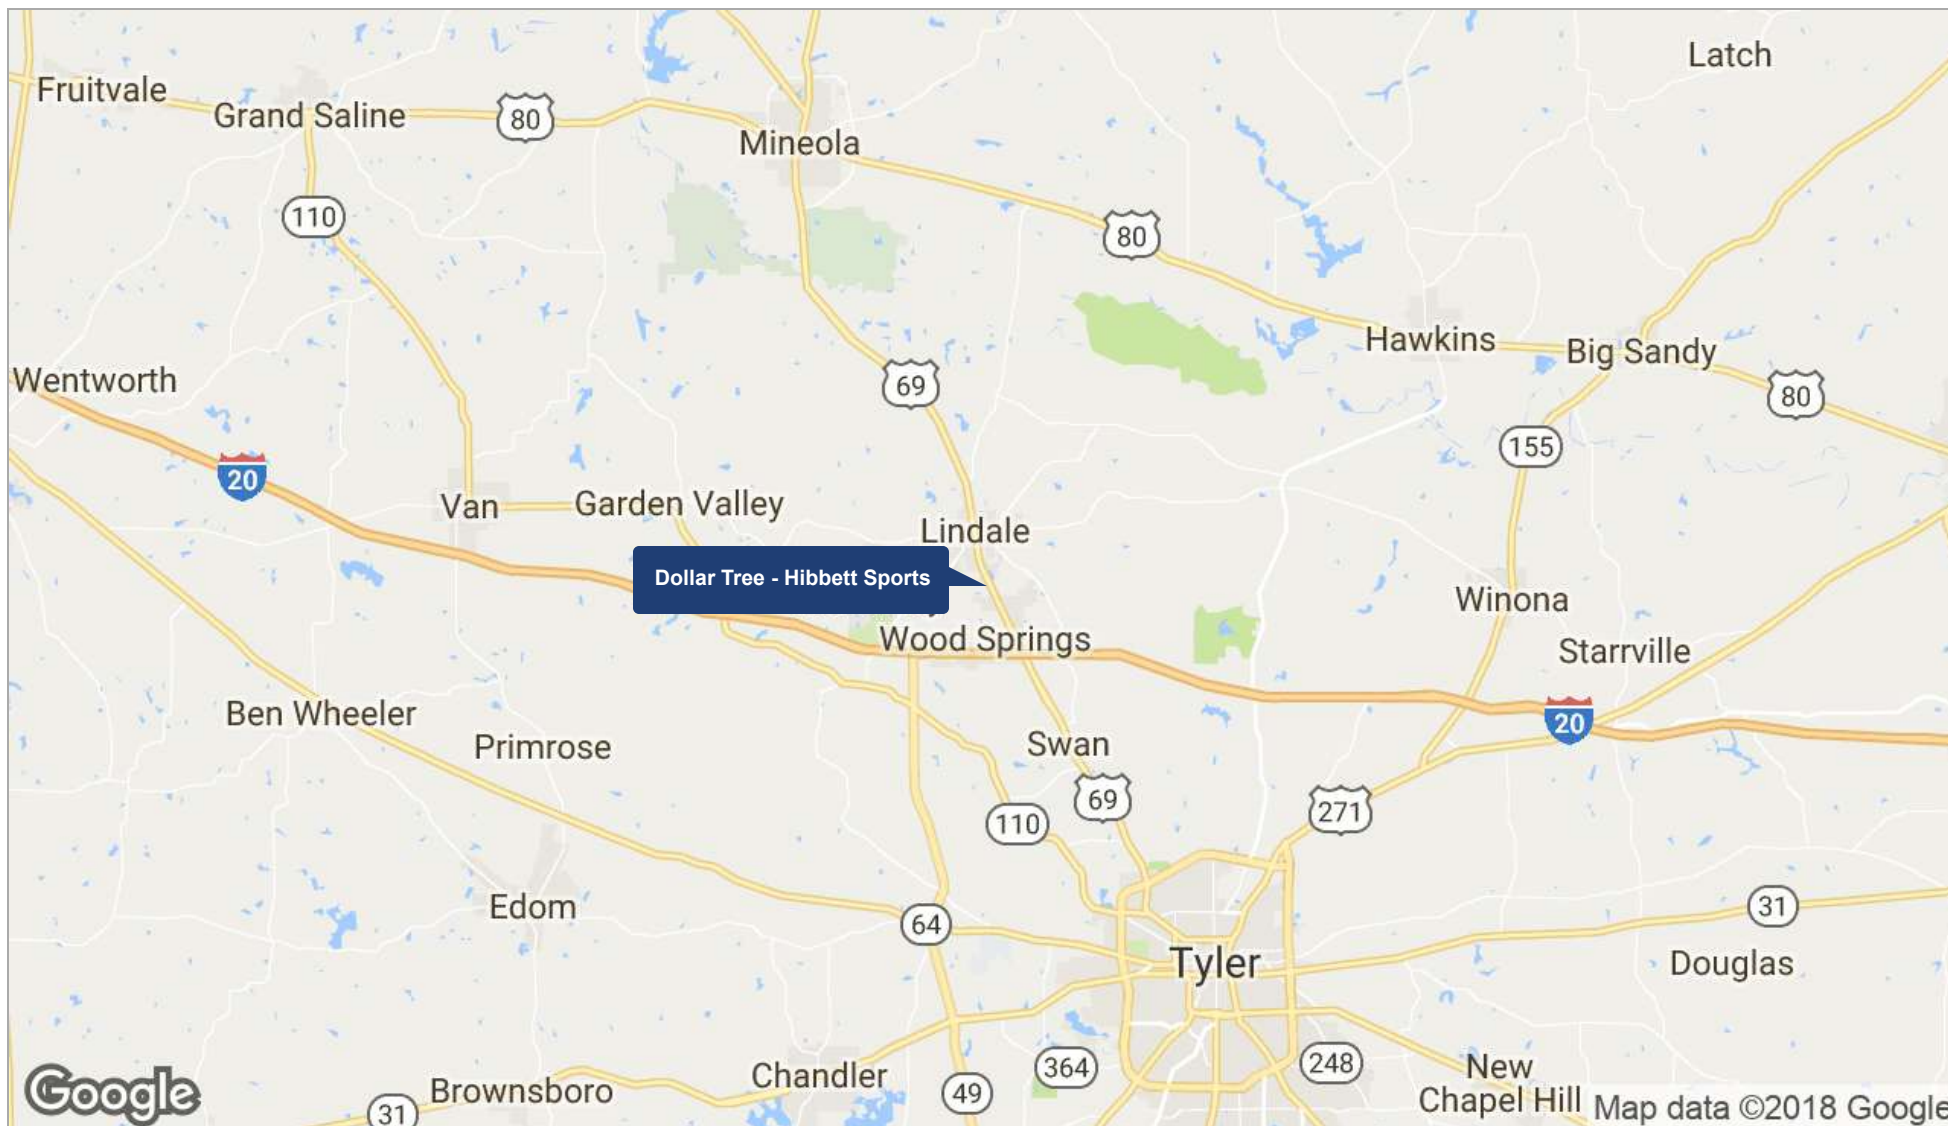 Latch
Fruitvale
Grand Saline
80
Mineola
110
80
Hawkins
Big Sandy
Wentworth
69
80
155
20
Van
Garden Valley
Lindale
Dollar Tree - Hibbett Sports
Winona
Wood Springs
Starrville
Ben Wheeler
20
Primrose
Swan
69
271
110
Edom
64
31
Tyler
Douglas
Chandler
364
248
New
Chapel Hill
Brownsboro
49
31
Google
Map data ©2018 Google